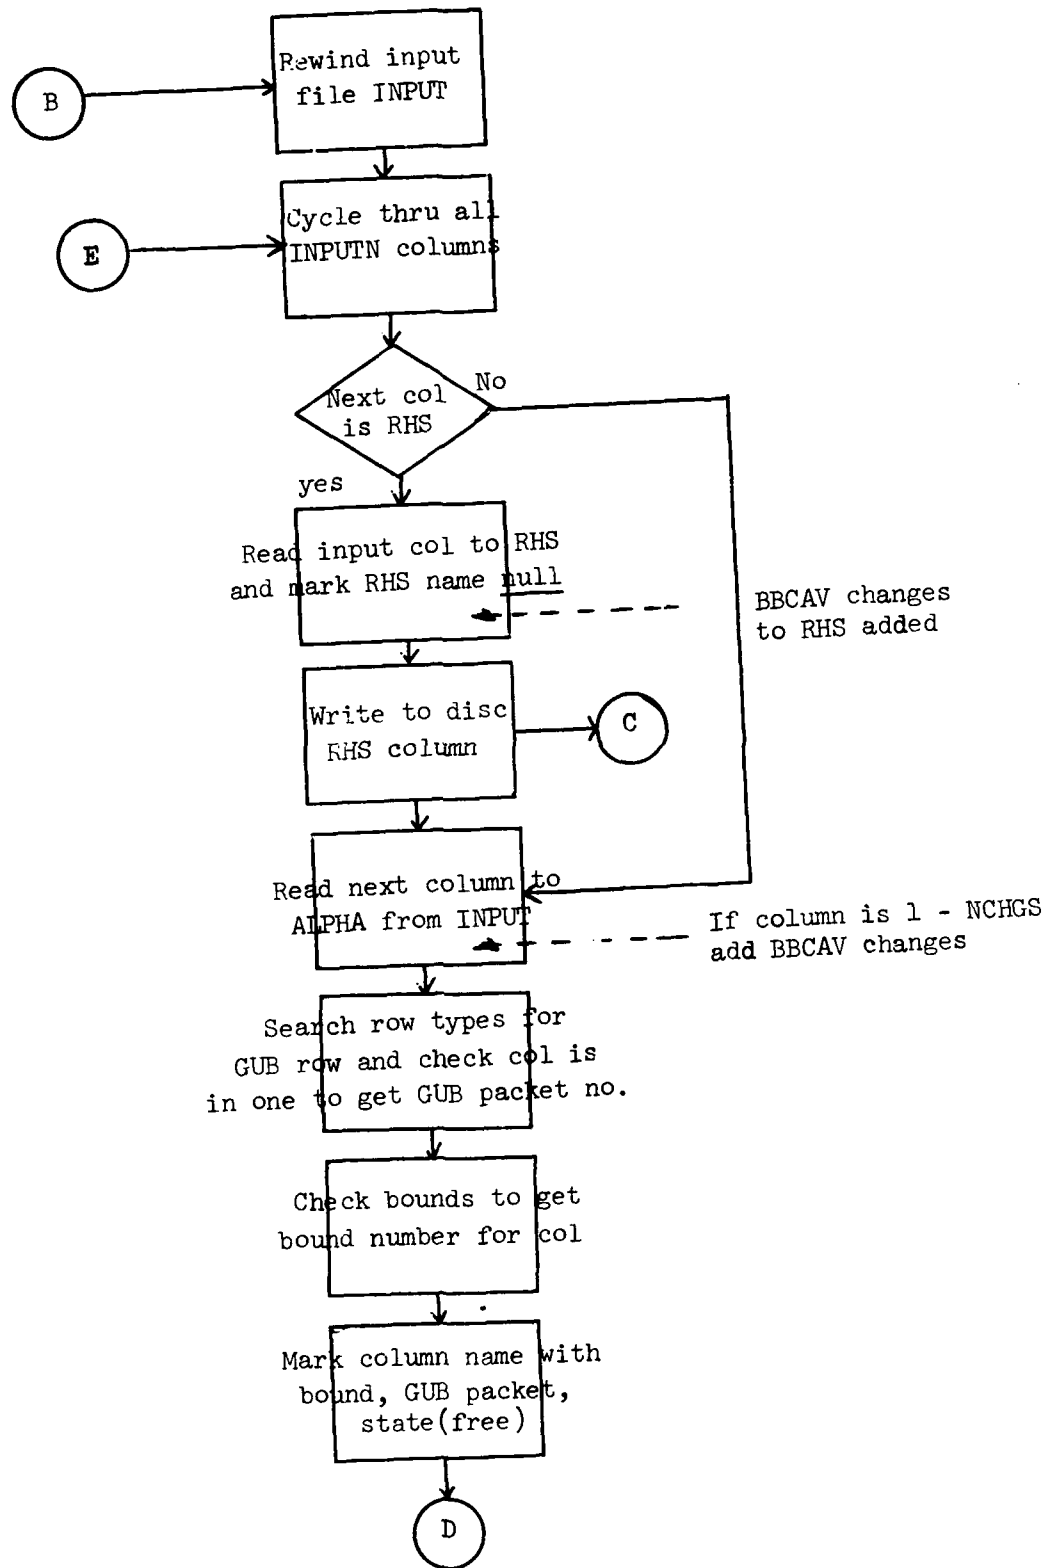 Rewind input
file INPUT
B
Cycle thru all
INPUTN columns
E
Next col
is RHS
No
yes
Read input col to RHS
and mark RHS name null
BBCAV changes
to RHS added
Write to disc
RHS column
C
Read next column to
ALPHA from INPUT
If column is 1 - NCHGS
add BBCAV changes
Search row types for
GUB row and check col is
in one to get GUB packet no.
Check bounds to get
bound number for col
Mark column name with
bound, GUB packet,
state(free)
D